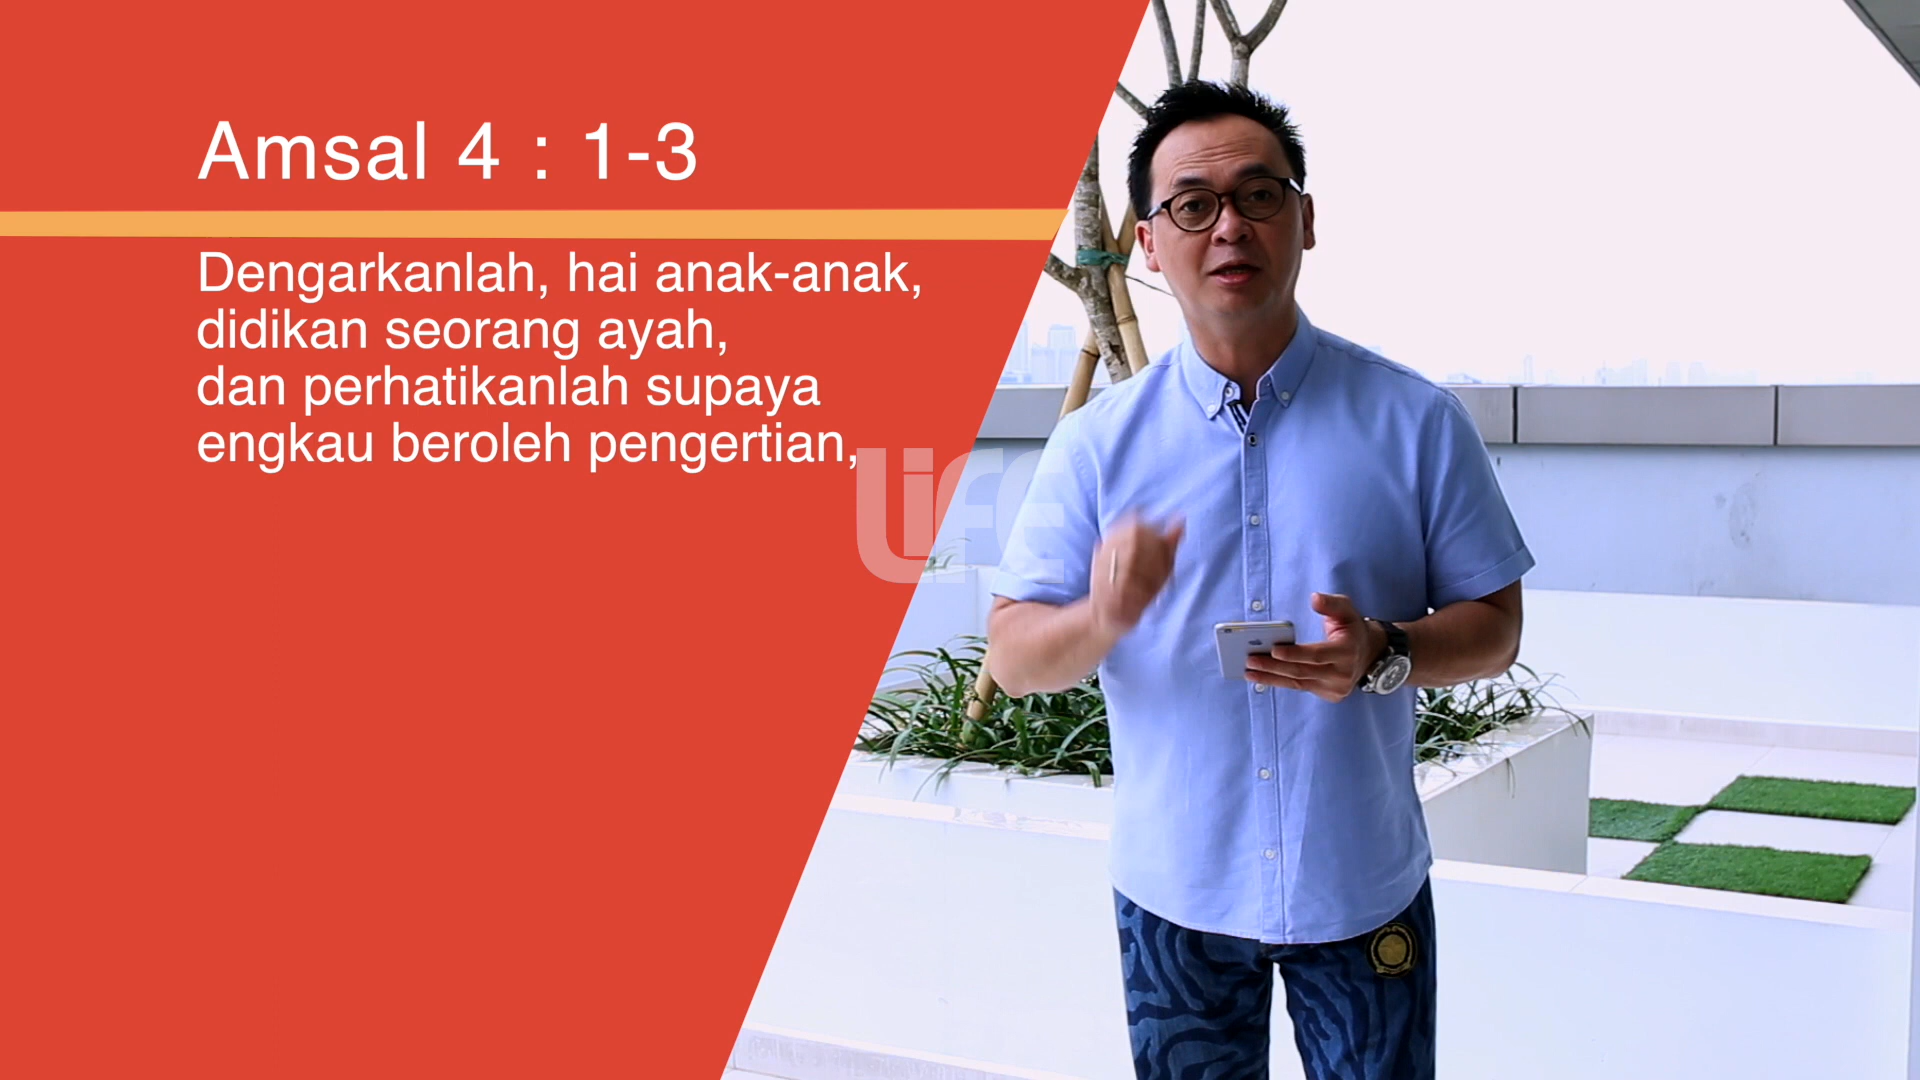 Amsal 4 : 1-3
Dengarkanlah, hai anak-anak,
didikan seorang ayah,
dan perhatikanlah supaya
engkau beroleh pengertian,
LiFE